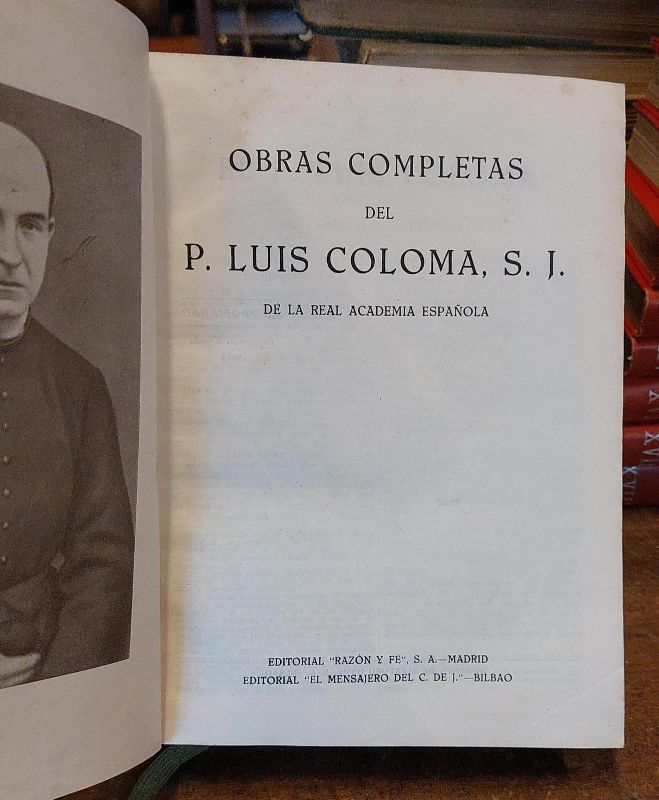 OBRAS COMPLETAS
DEL
P. LUIS COLOMA, S. J.
DE LA REAL ACADEMIA ESPAÑOLA
EDITORIAL "RAZÓN Y FE", S. A.—MADRID
EDITORIAL "EL MENSAJERO DEL C. DE J."—BILBAO